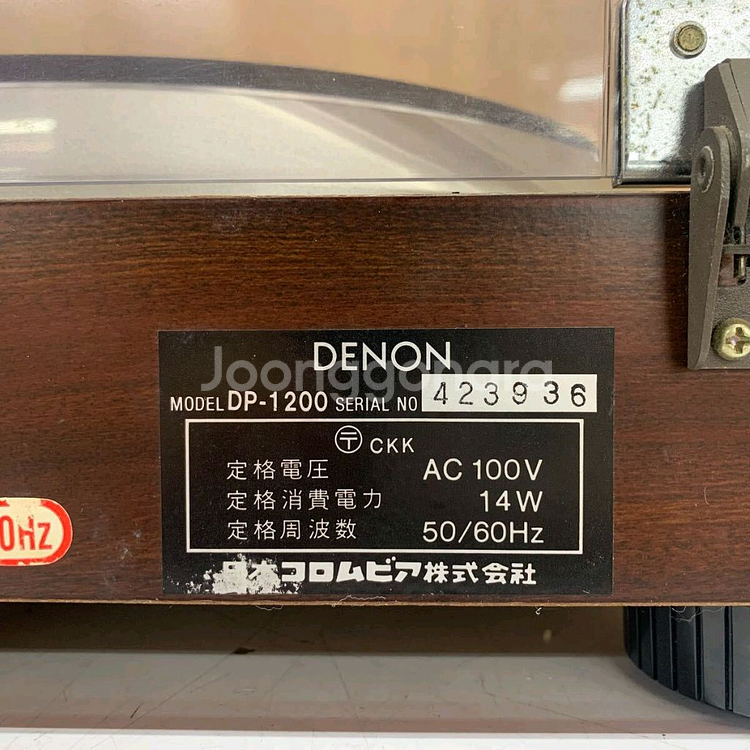 DENON
Joonggonara
MODEL DP-1200 SERIAL NO 423936
〒 CKK
定格電圧 AC 100V
定格消費電力 14W
定格周波数 50/60Hz
日本コロムビア株式会社
0Hz